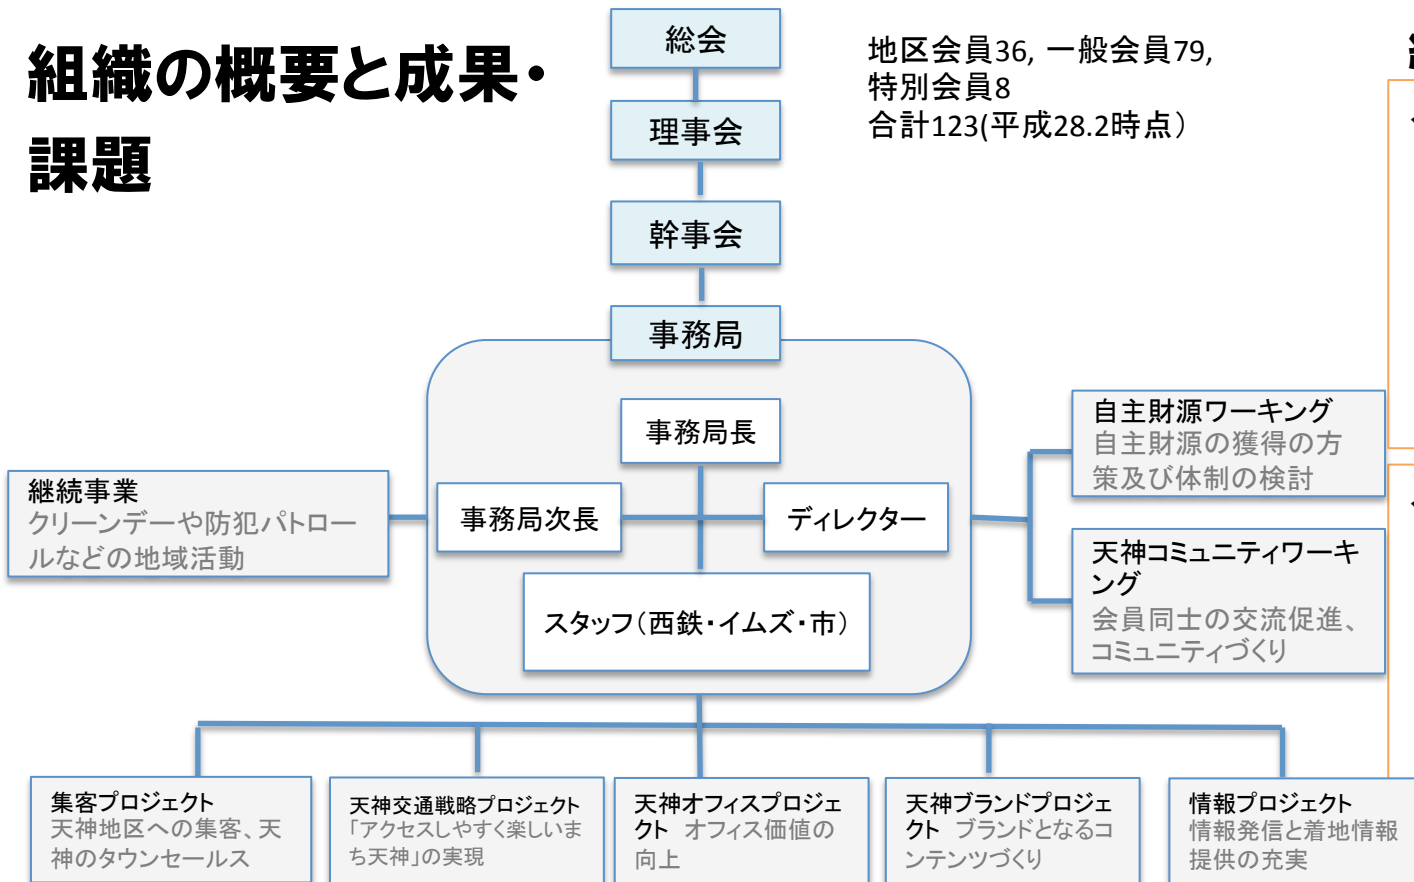 組織の概要と成果・
課題
総会
地区会員36, 一般会員79,
特別会員8
合計123(平成28.2時点）
理事会
幹事会
事務局
事務局長
事務局次長
ディレクター
スタッフ（西鉄・イムズ・市）
継続事業
クリーンデーや防犯パトロー
ルなどの地域活動
自主財源ワーキング
自主財源の獲得の方
策及び体制の検討
天神コミュニティワーキ
ング
会員同士の交流促進、
コミュニティづくり
集客プロジェクト
天神地区への集客、天
神のタウンセールス
天神交通戦略プロジェクト
「アクセスしやすく楽しいま
ち天神」の実現
天神オフィスプロジェ
クト　オフィス価値の
向上
天神ブランドプロジェ
クト　ブランドとなるコ
ンテンツづくり
情報プロジェクト
情報発信と着地情報
提供の充実